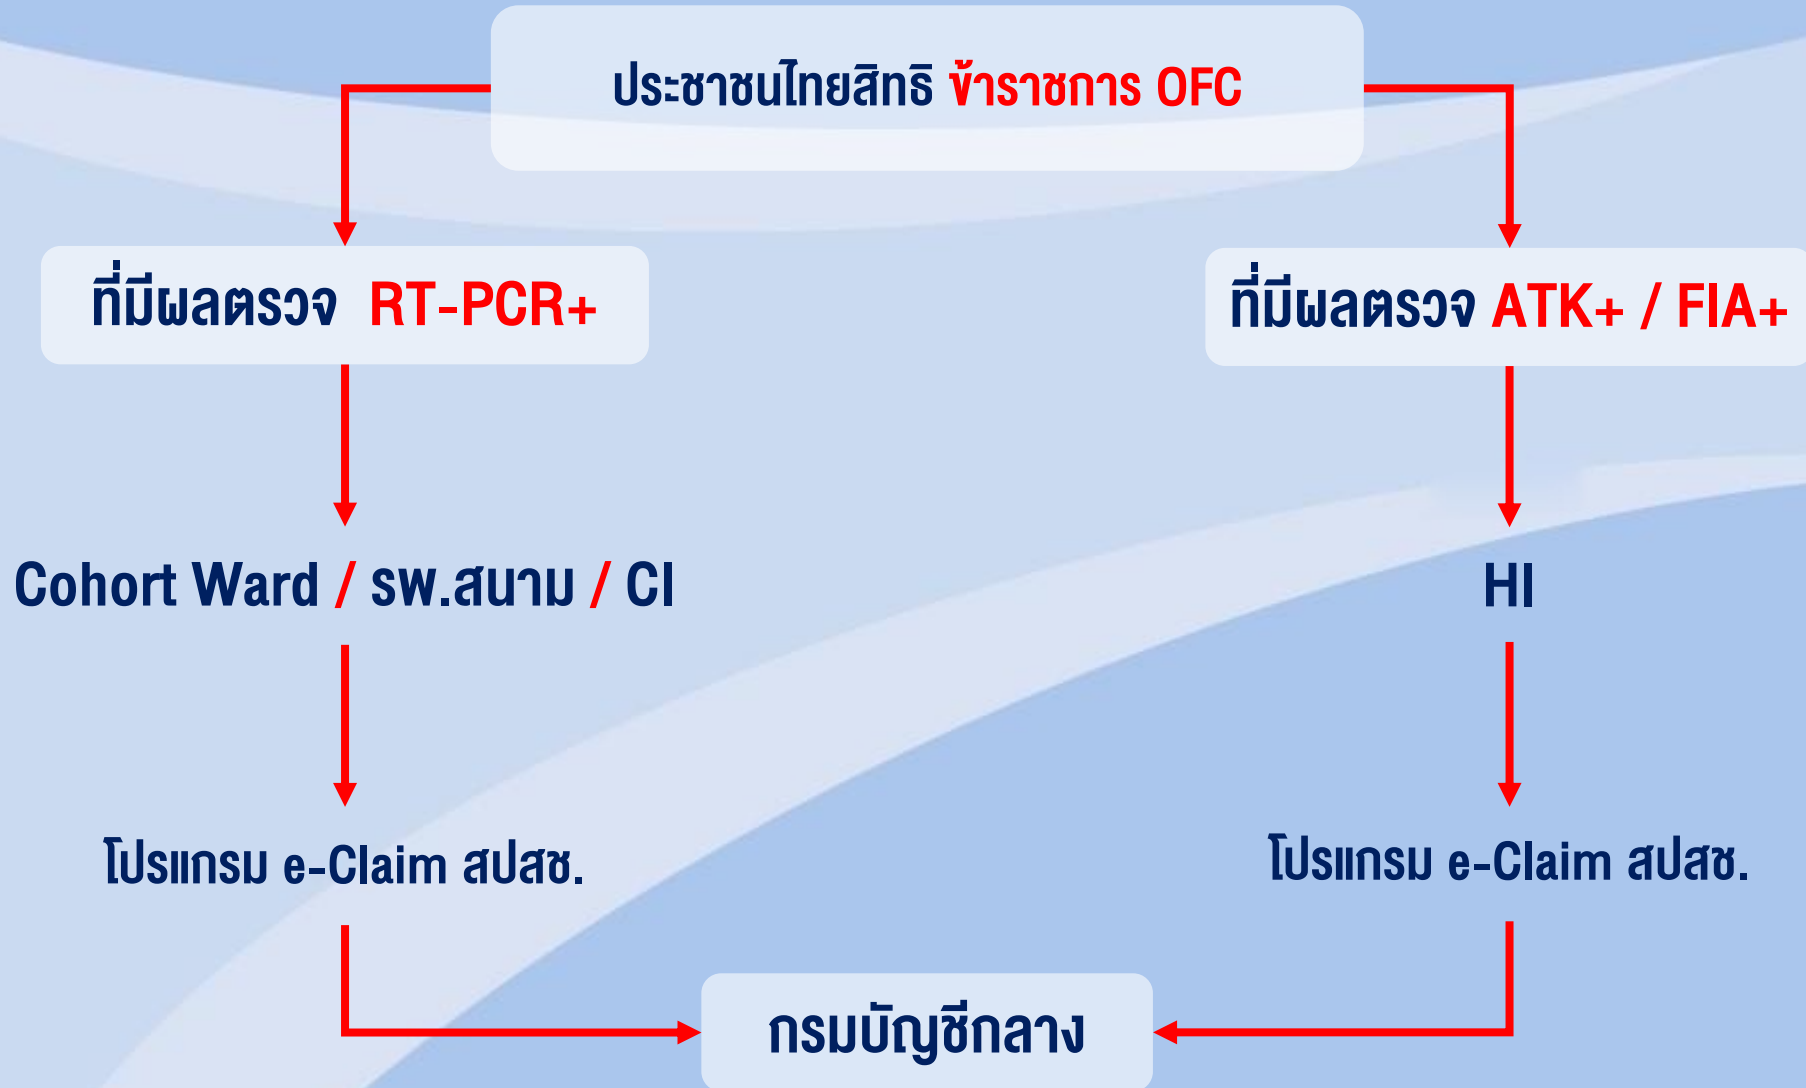 ประชาชนไทยสิทธิ ข้าราชการ OFC
ที่มีผลตรวจ RT-PCR+
ที่มีผลตรวจ ATK+ / FIA+
Cohort Ward / รพ.สนาม / CI
HI
โปรแกรม e-Claim สปสช.
โปรแกรม e-Claim สปสช.
กรมบัญชีกลาง